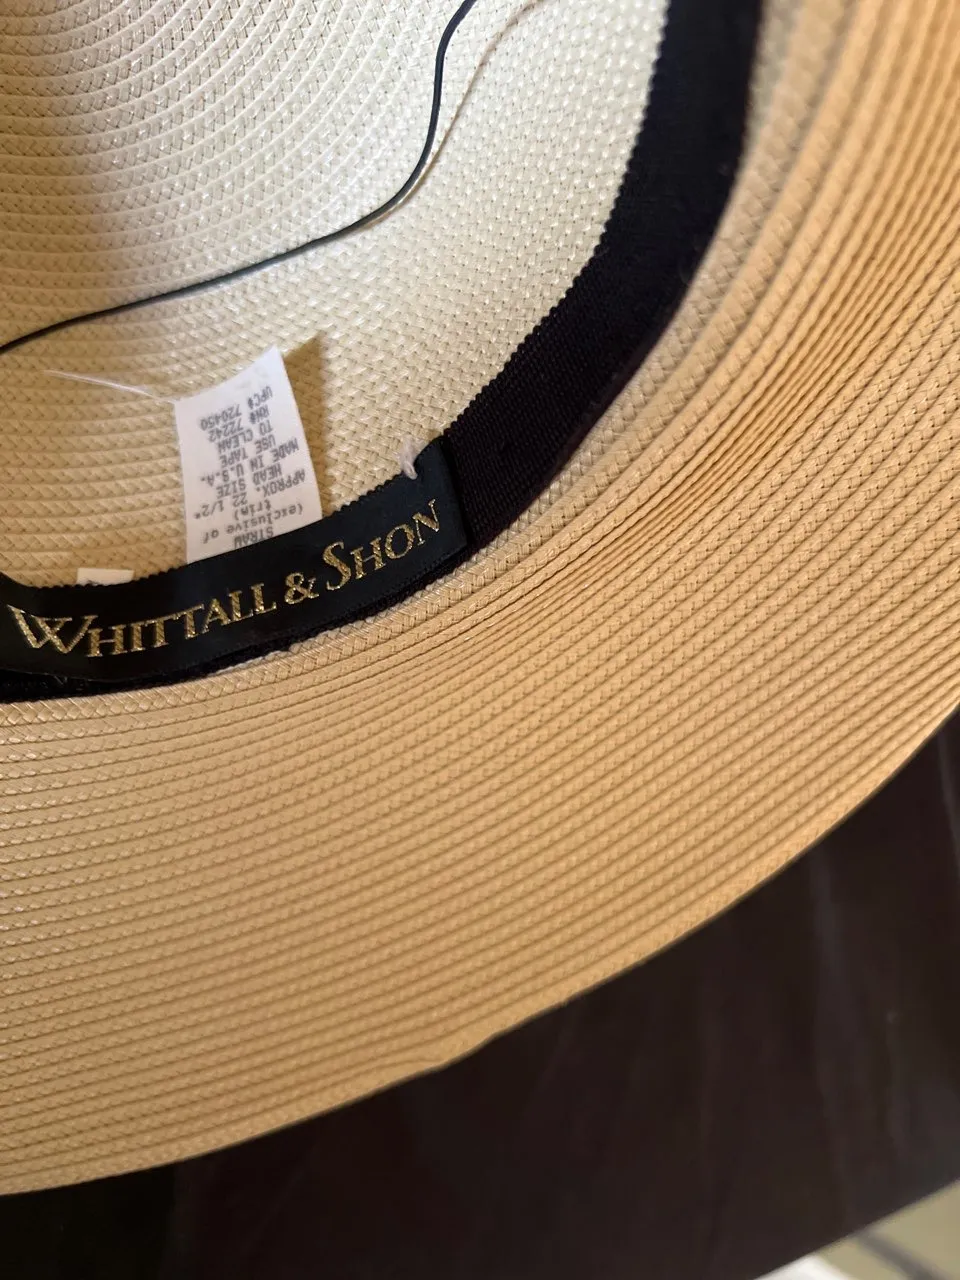 STRAW
(exclusive of
trim)
APPROX. 22 1/2"
HEAD SIZE
MADE IN U.S.A.
USE TAPE
TO CLEAN
RN# 72242
UPC# 720450
WHITTALL & SHON